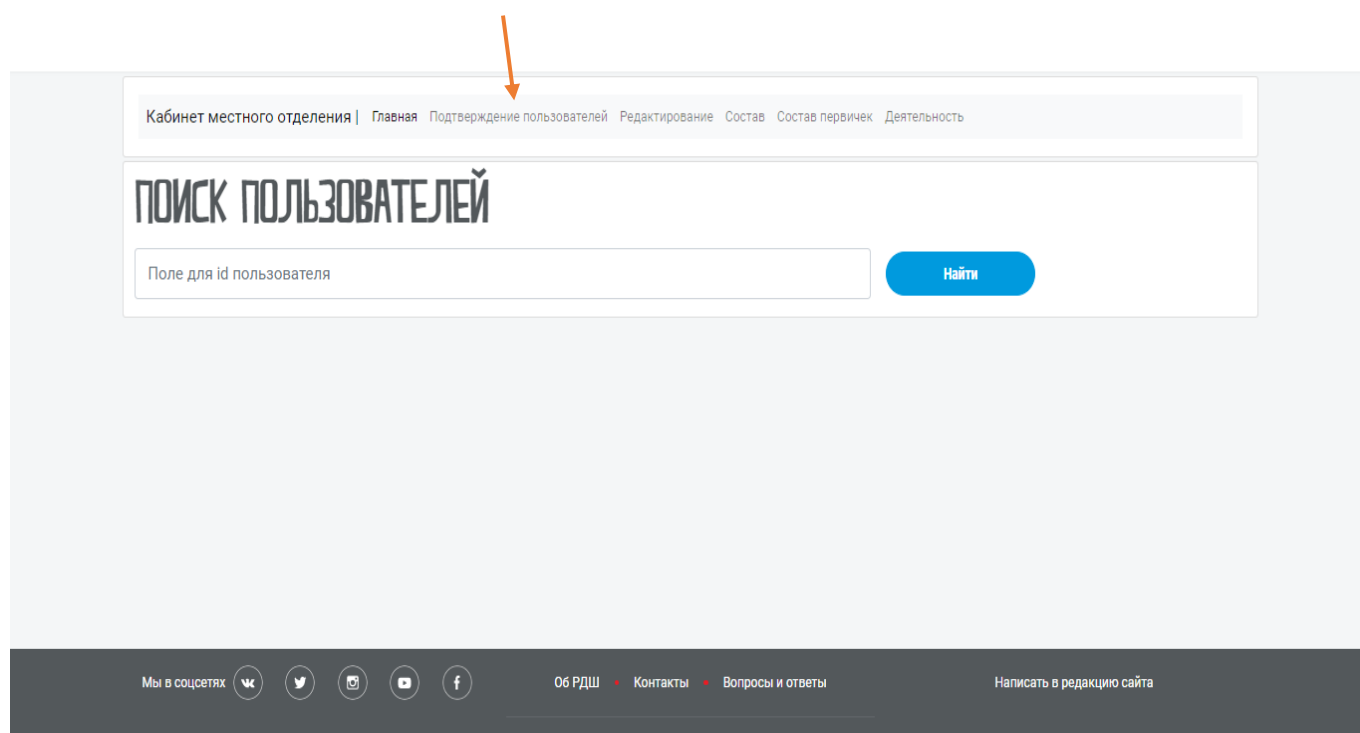 Кабинет местного отделения | Главная Подтверждение пользователей Редактирование Состав Состав первичек Деятельность
ПОИСК ПОЛЬЗОВАТЕЛЕЙ
Поле для id пользователя Найти
Мы в соцсетях Об РДШ • Контакты • Вопросы и ответы Написать в редакцию сайта